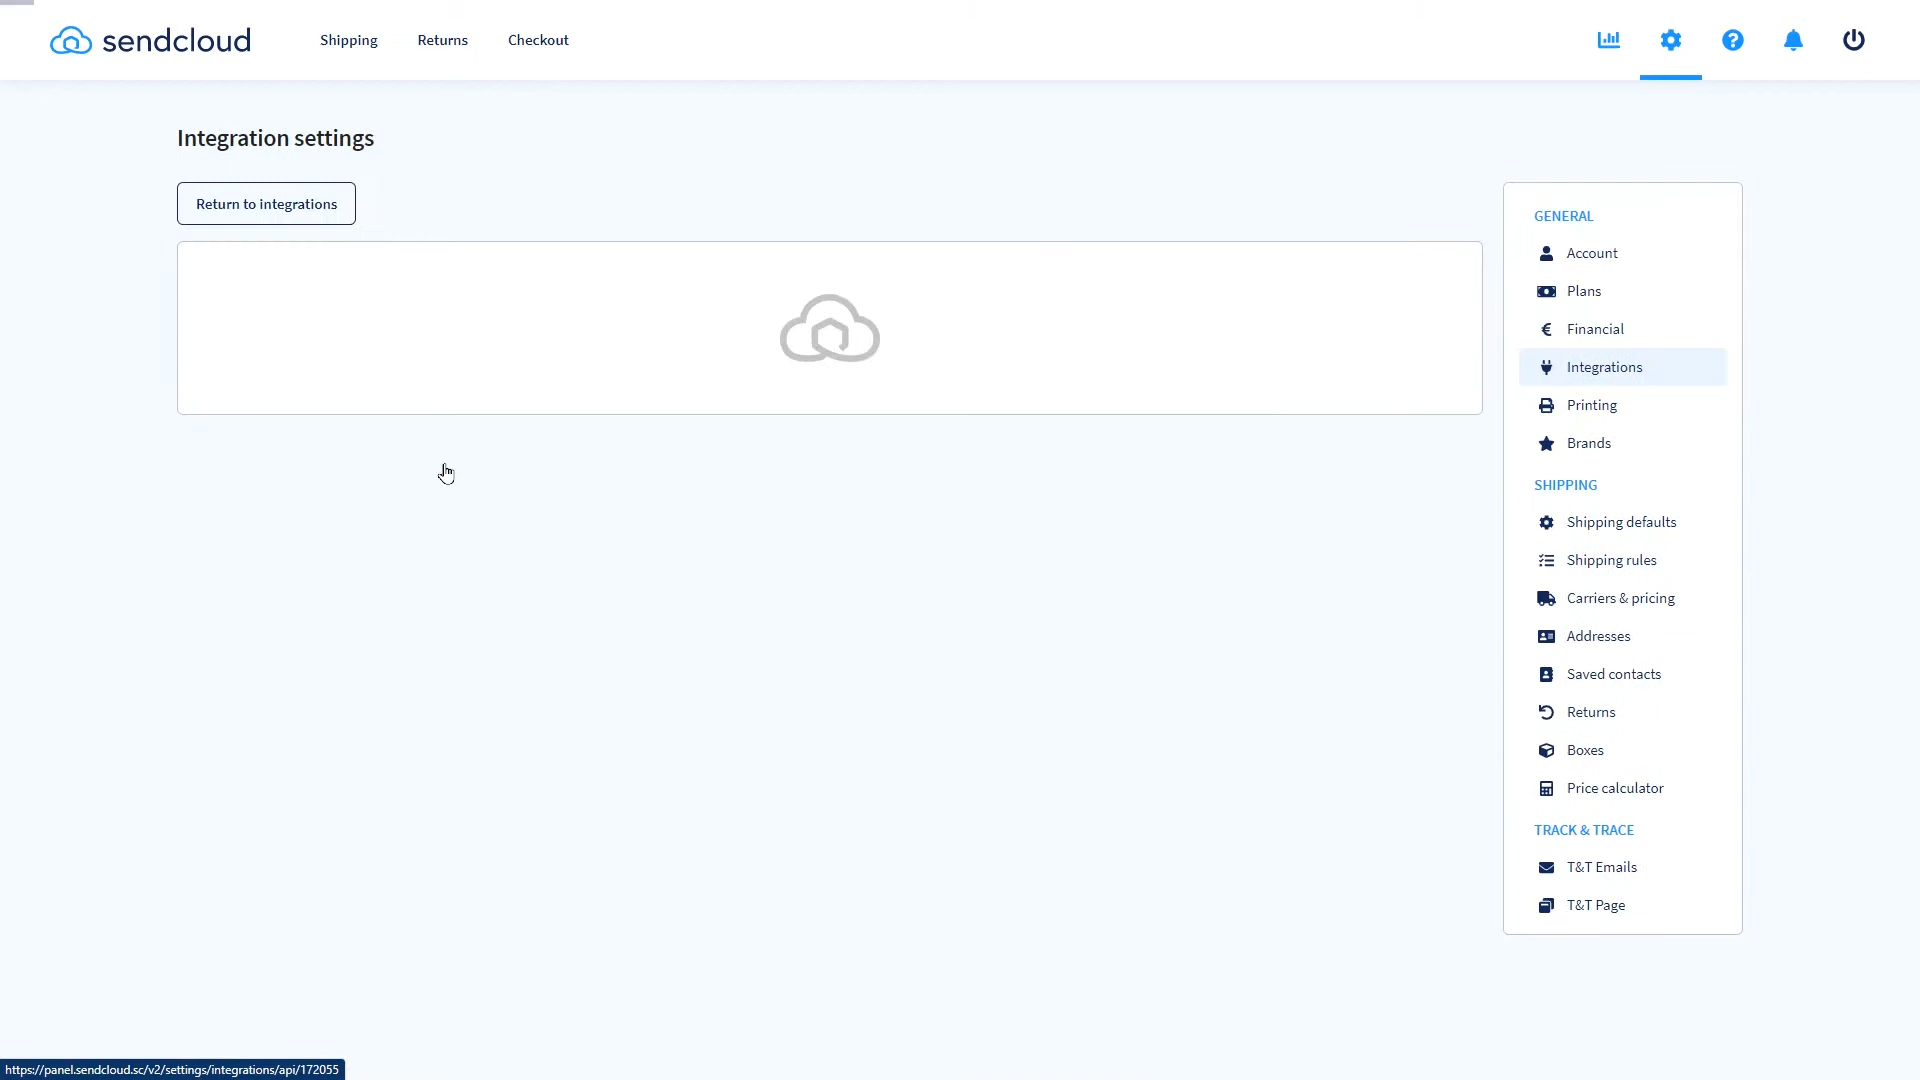 sendcloud
Shipping
Returns
Checkout
Integration settings
Return to integrations
GENERAL
Account
Plans
Financial
Integrations
Printing
Brands
SHIPPING
Shipping defaults
Shipping rules
Carriers & pricing
Addresses
Saved contacts
Returns
Boxes
Price calculator
TRACK & TRACE
T&T Emails
T&T Page
https://panel.sendcloud.sc/v2/settings/integrations/api/172055